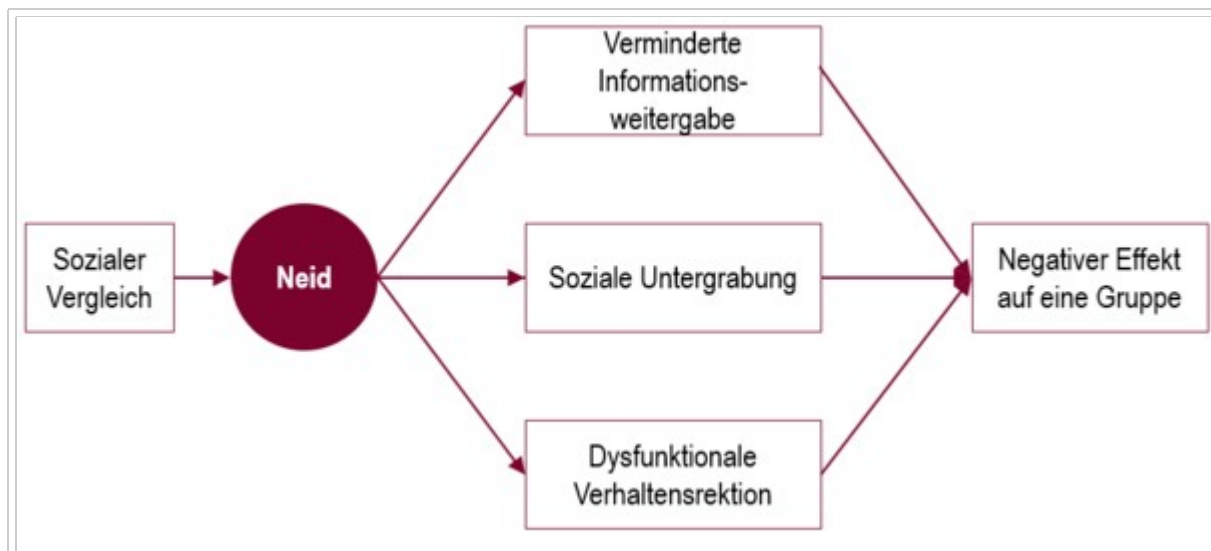 Verminderte
Informations-
weitergabe
Sozialer
Vergleich
Neid
Soziale Untergrabung
Negativer Effekt
auf eine Gruppe
Dysfunktionale
Verhaltensrektion